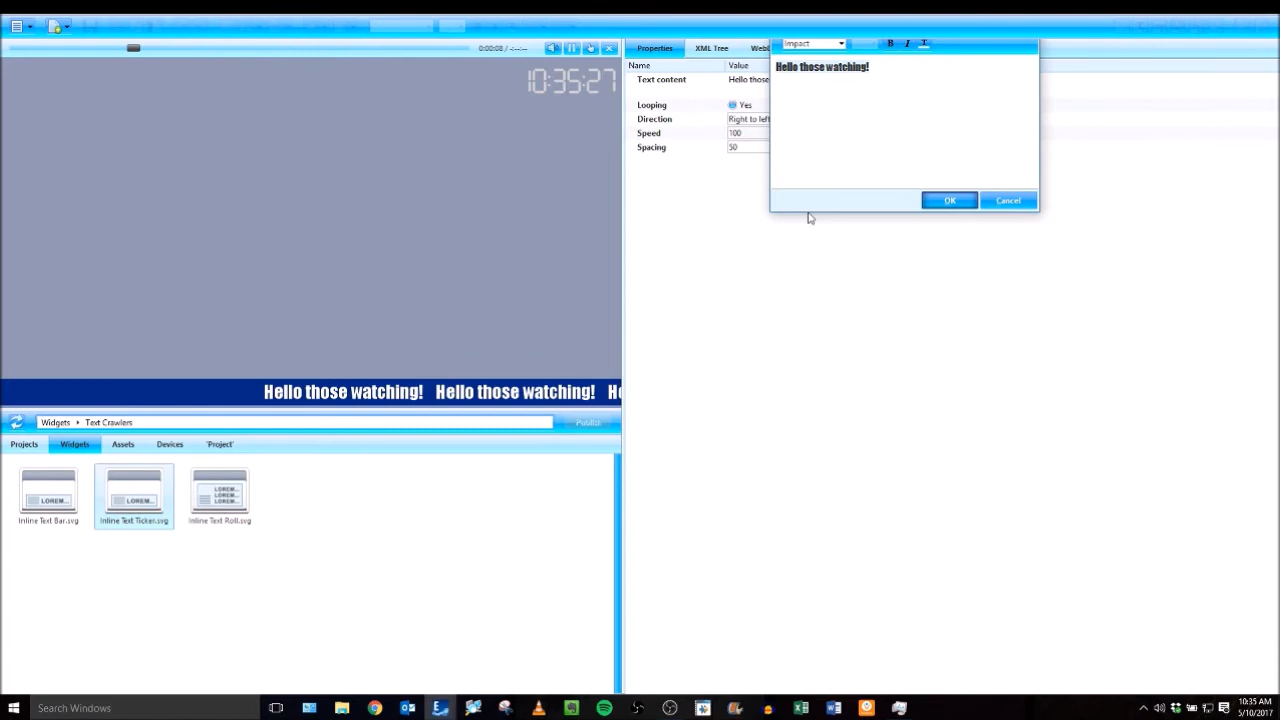 0:00:08 / -:--:--
10:35:27
Hello those watching! Hello those watching! He
Widgets › Text Crawlers
Publish
Projects Widgets Assets Devices 'Project'
LOREM...
Inline Text Bar.svg
LOREM...
Inline Text Ticker.svg
LOREM...
LOREM...
LOREM...
Inline Text Roll.svg
Properties XML Tree
Name Value
Text content Hello those
Looping Yes
Direction Right to left
Speed 100
Spacing 50
Impact B I T
Hello those watching!
OK Cancel
Search Windows
10:35 AM
5/10/2017